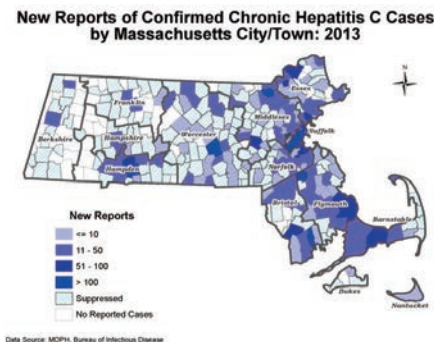 New Reports of Confirmed Chronic Hepatitis C Cases
by Massachusetts City/Town: 2013
N
Essex
Franklin
Middlesex
Berkshire
Worcester
Suffolk
Hampshire
Hampden
Norfolk
Bristol
Plymouth
Barnstable
Dukes
Nantucket
New Reports
<= 10
11 - 50
51 - 100
> 100
Suppressed
No Reported Cases
Data Source: MDPH, Bureau of Infectious Disease